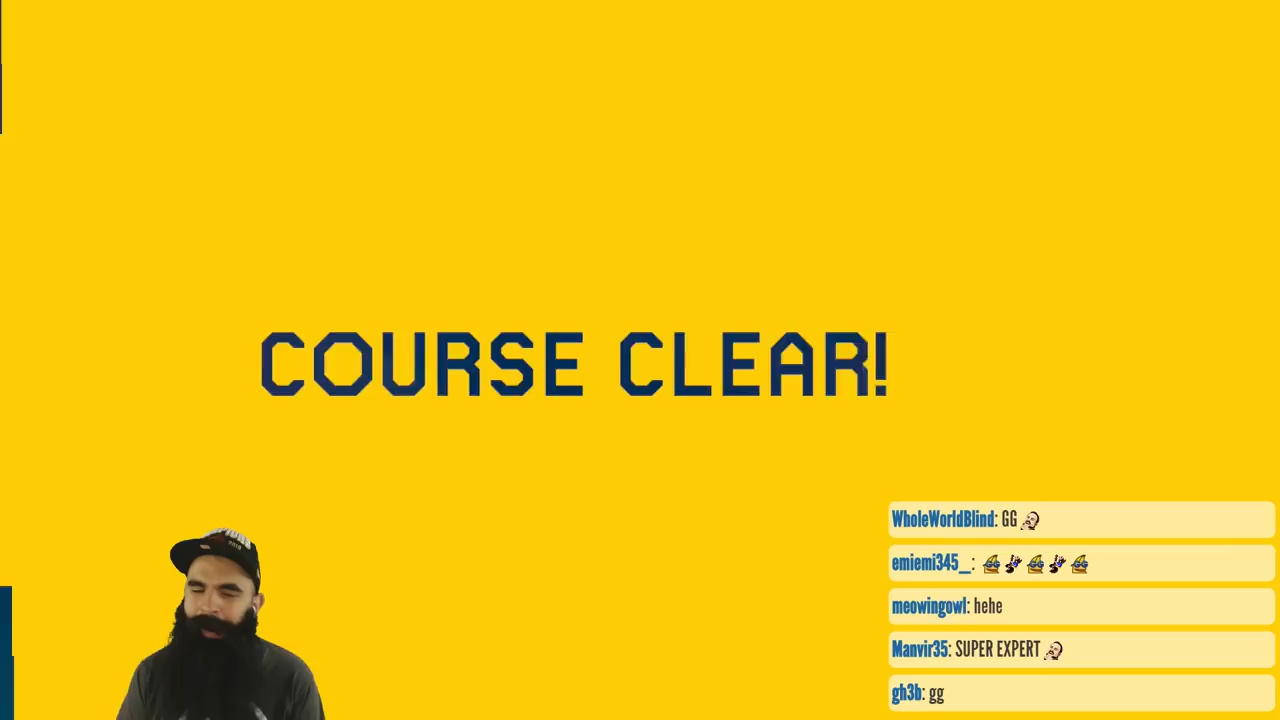 COURSE CLEAR!
WholeWorldBlind: GG
emiemi345_:
meowingowl: hehe
Manvir35: SUPER EXPERT
gh3b: gg